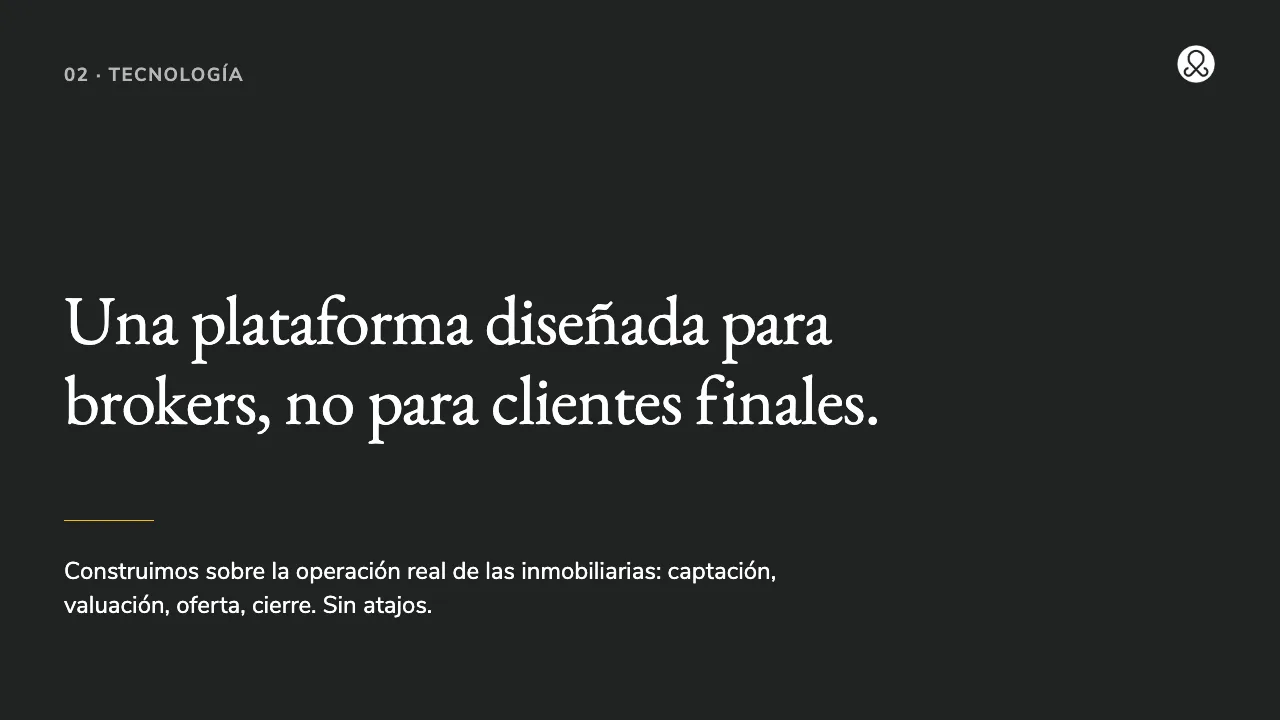 02 · TECNOLOGÍA
Una plataforma diseñada para
brokers, no para clientes finales.
Construimos sobre la operación real de las inmobiliarias: captación,
valuación, oferta, cierre. Sin atajos.